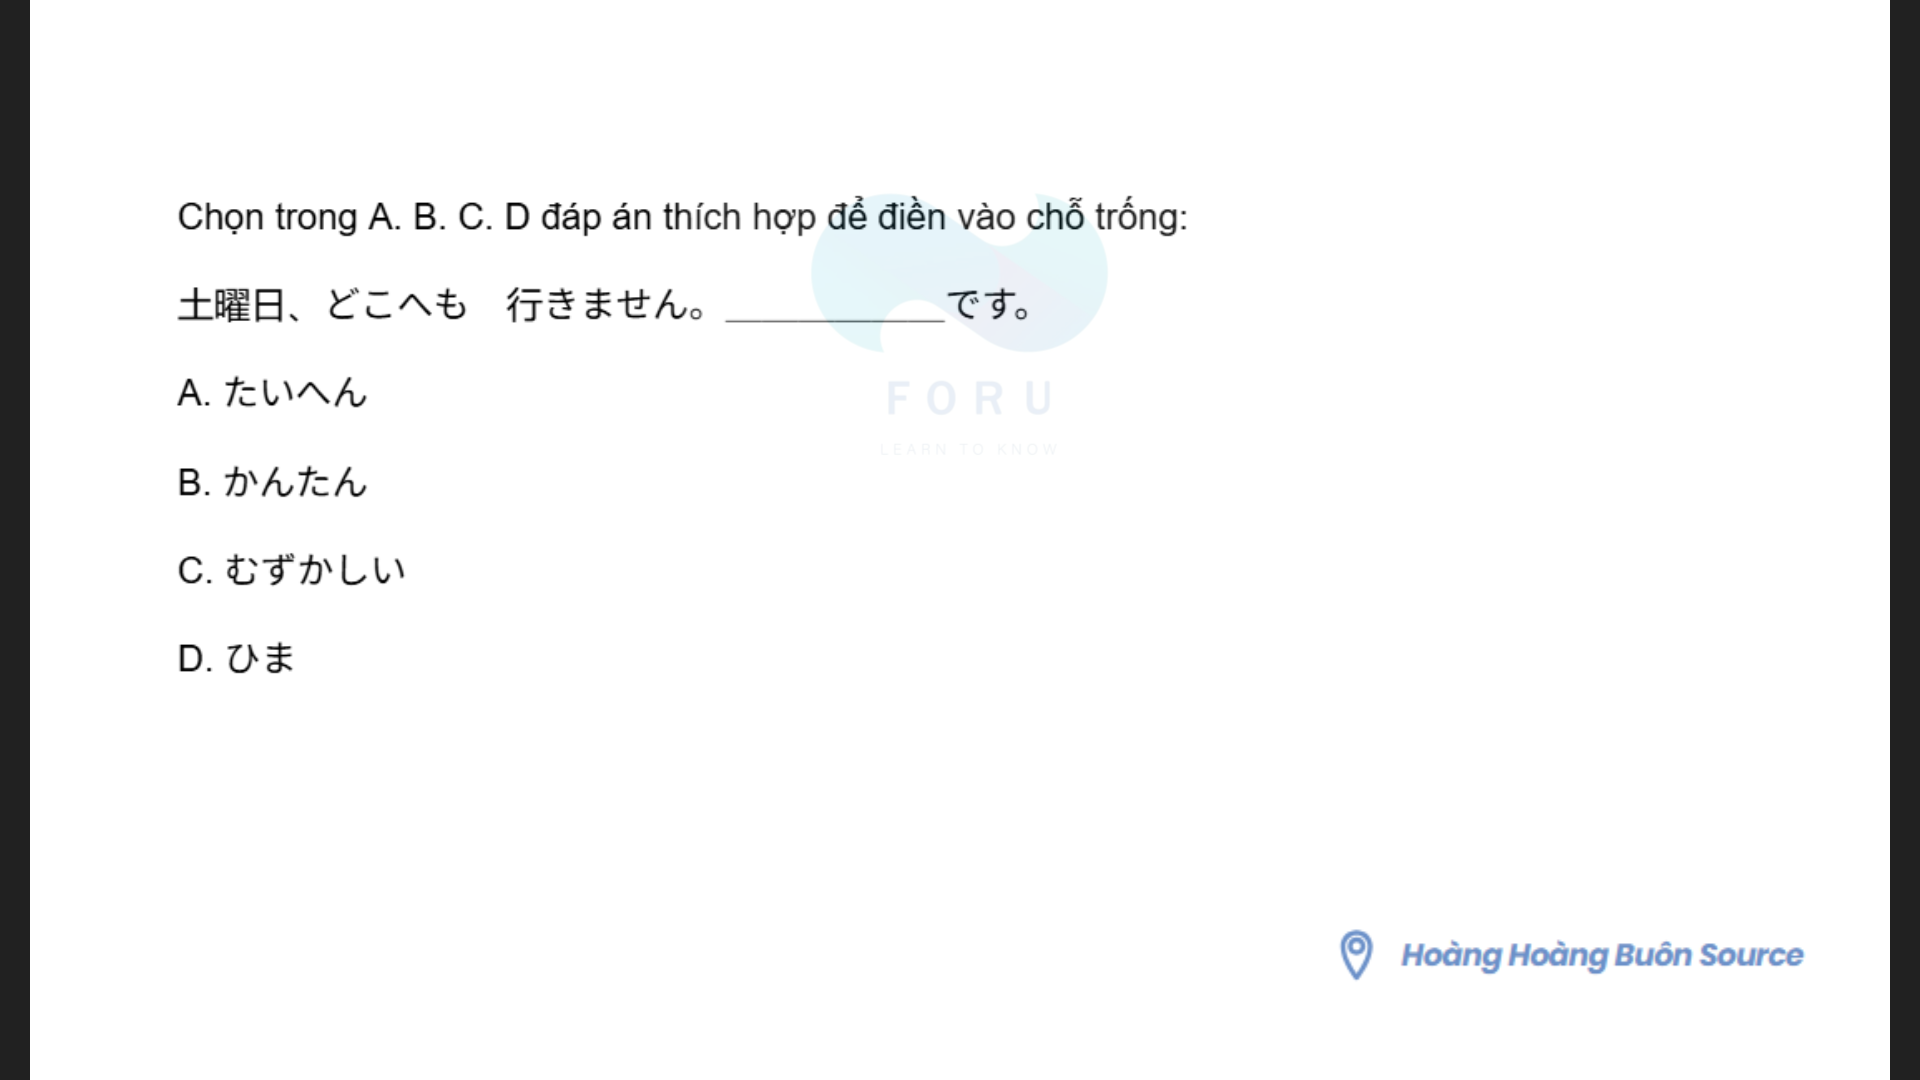 Chọn trong A. B. C. D đáp án thích hợp để điền vào chỗ trống:
土曜日、どこへも　行きません。____________です。
A. たいへん
B. かんたん
C. むずかしい
D. ひま
FORU
LEARN TO KNOW
Hoàng Hoàng Buôn Source